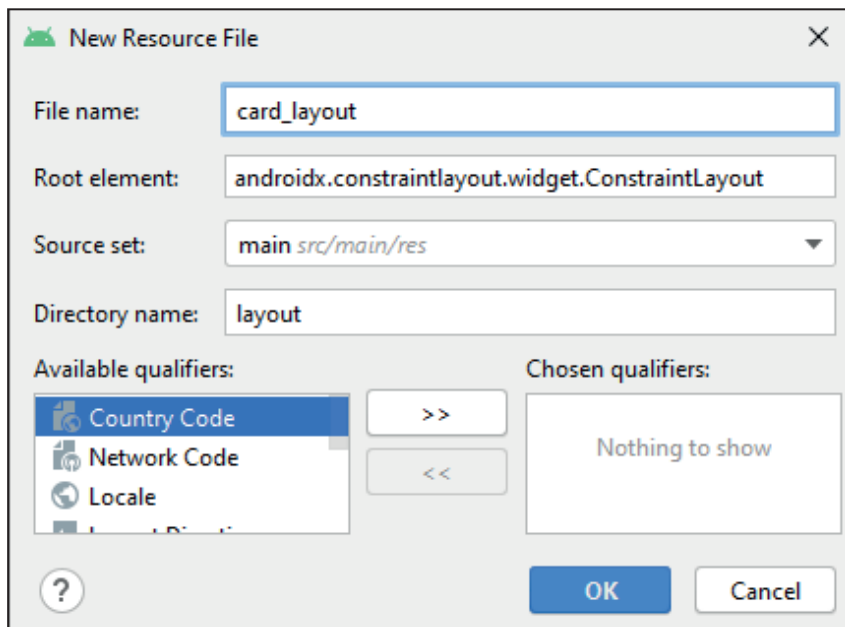 New Resource File
File name:
card_layout
Root element:
androidx.constraintlayout.widget.ConstraintLayout
Source set:
main src/main/res
Directory name:
layout
Available qualifiers:
Chosen qualifiers:
Country Code
Network Code
Locale
>>
<<
Nothing to show
?
OK
Cancel